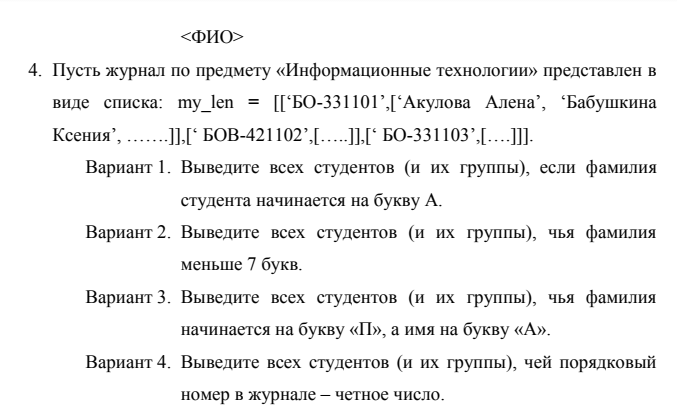 <ФИО>
4. Пусть журнал по предмету «Информационные технологии» представлен в
виде списка: my_len = [[‘БО-331101’,[‘Акулова Алена’, ‘Бабушкина
Ксения’, …….]],[‘ БОВ-421102’,[…..]],[‘ БО-331103’,[….]]].
Вариант 1. Выведите всех студентов (и их группы), если фамилия
студента начинается на букву А.
Вариант 2. Выведите всех студентов (и их группы), чья фамилия
меньше 7 букв.
Вариант 3. Выведите всех студентов (и их группы), чья фамилия
начинается на букву «П», а имя на букву «А».
Вариант 4. Выведите всех студентов (и их группы), чей порядковый
номер в журнале – четное число.